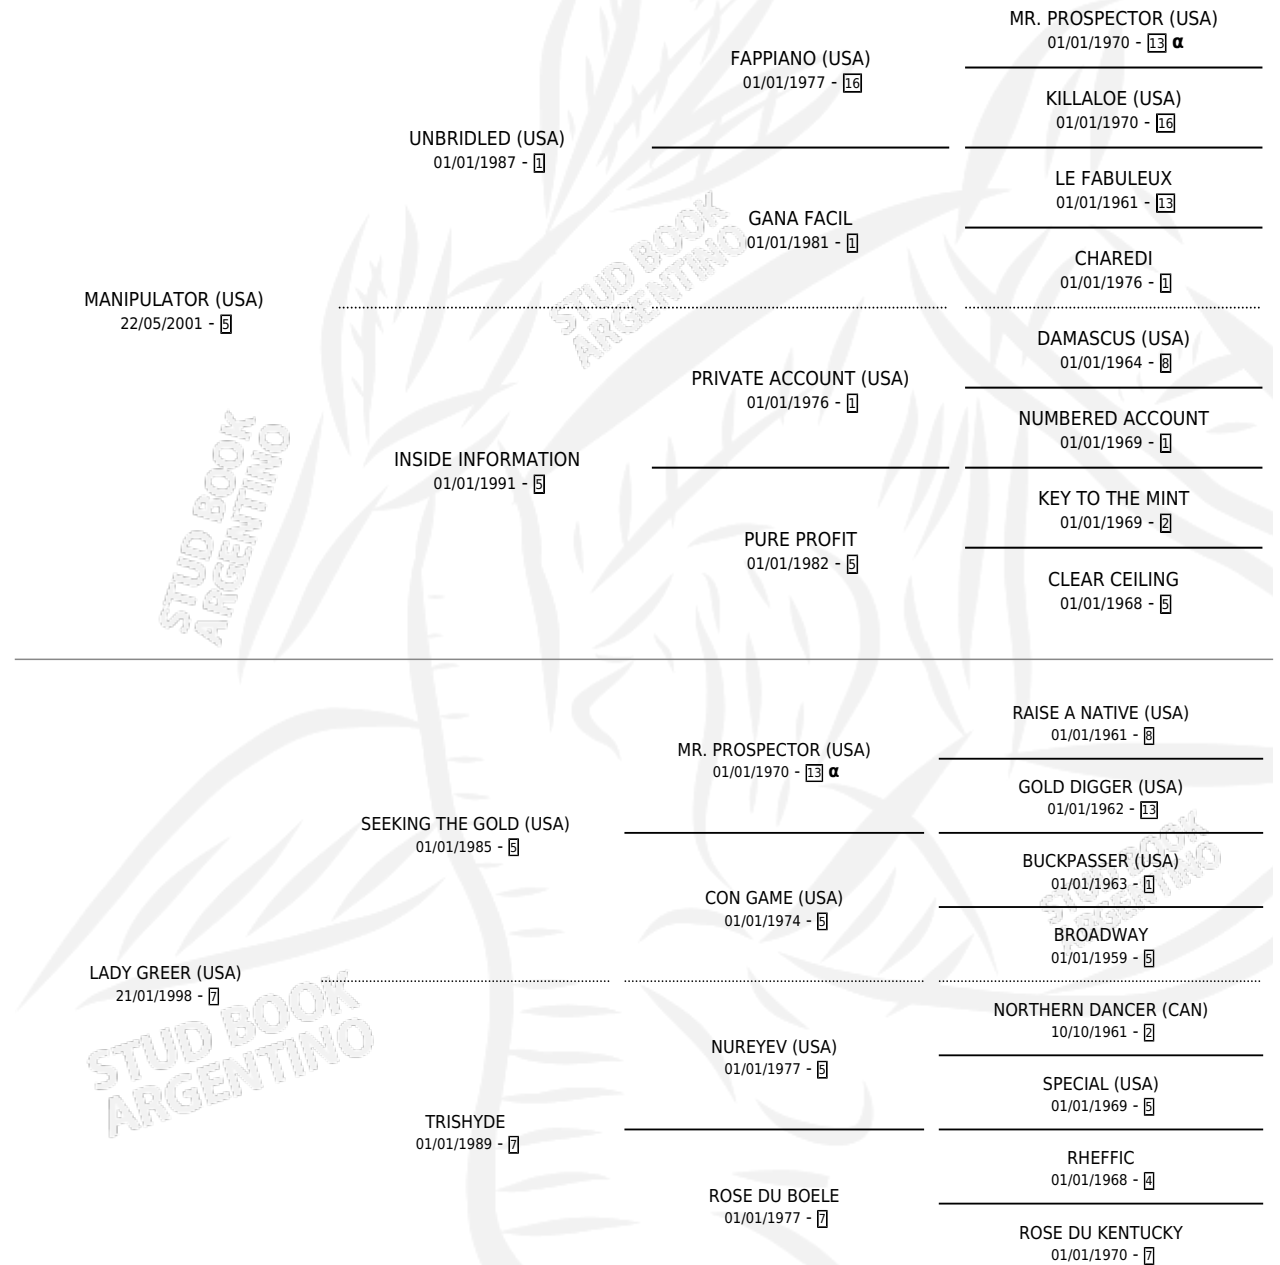 MR. PROSPECTOR (USA)
01/01/1970 - 13 α
FAPPIANO (USA)
01/01/1977 - 16
KILLALOE (USA)
01/01/1970 - 16
UNBRIDLED (USA)
01/01/1987 - 1
LE FABULEUX
01/01/1961 - 13
GANA FACIL
01/01/1981 - 1
CHAREDI
01/01/1976 - 1
MANIPULATOR (USA)
22/05/2001 - 5
DAMASCUS (USA)
01/01/1964 - 8
PRIVATE ACCOUNT (USA)
01/01/1976 - 1
NUMBERED ACCOUNT
01/01/1969 - 1
INSIDE INFORMATION
01/01/1991 - 5
KEY TO THE MINT
01/01/1969 - 2
PURE PROFIT
01/01/1982 - 5
CLEAR CEILING
01/01/1968 - 5
RAISE A NATIVE (USA)
01/01/1961 - 8
MR. PROSPECTOR (USA)
01/01/1970 - 13 α
GOLD DIGGER (USA)
01/01/1962 - 13
SEEKING THE GOLD (USA)
01/01/1985 - 5
BUCKPASSER (USA)
01/01/1963 - 1
CON GAME (USA)
01/01/1974 - 5
BROADWAY
01/01/1959 - 5
LADY GREER (USA)
21/01/1998 - 7
NORTHERN DANCER (CAN)
10/10/1961 - 2
NUREYEV (USA)
01/01/1977 - 5
SPECIAL (USA)
01/01/1969 - 5
TRISHYDE
01/01/1989 - 7
RHEFFIC
01/01/1968 - 4
ROSE DU BOELE
01/01/1977 - 7
ROSE DU KENTUCKY
01/01/1970 - 7
STUD BOOK
ARGENTINO
STUD BOOK
ARGENTINO
STUD BOOK
ARGENTINO
STUD BOOK
ARGENTINO